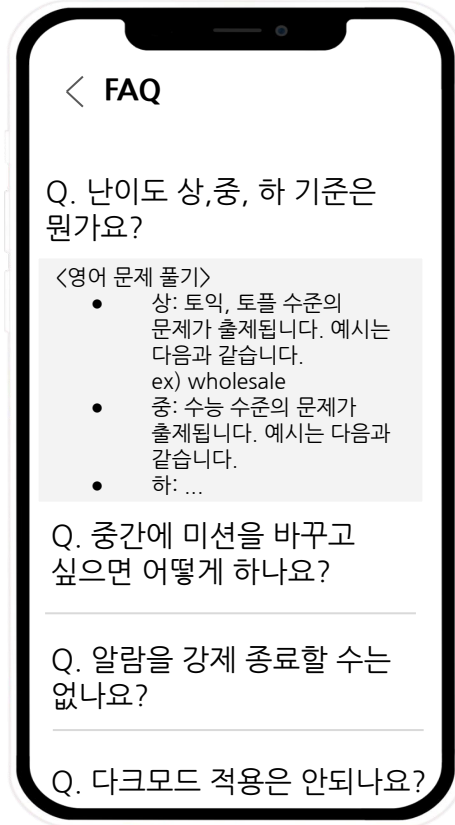 FAQ
Q. 난이도 상,중, 하 기준은
뭔가요?
<영어 문제 풀기>
● 상: 토익, 토플 수준의
문제가 출제됩니다. 예시는
다음과 같습니다.
ex) wholesale
● 중: 수능 수준의 문제가
출제됩니다. 예시는 다음과
같습니다.
● 하: ...
Q. 중간에 미션을 바꾸고
싶으면 어떻게 하나요?
Q. 알람을 강제 종료할 수는
없나요?
Q. 다크모드 적용은 안되나요?